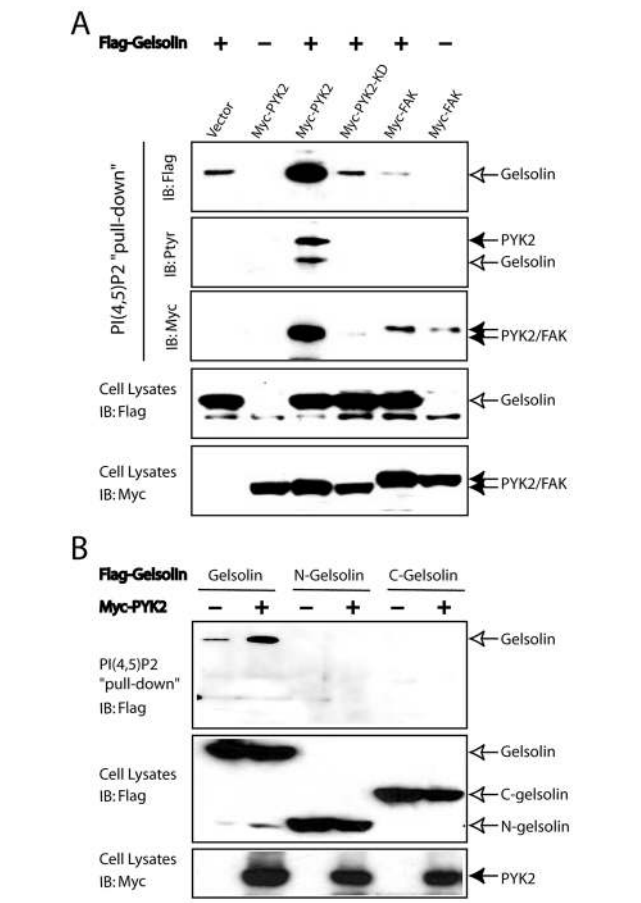 A
Flag-Gelsolin + − + + + −
Vector Myc-PYK2 Myc-PYK2 Myc-PYK2-KD Myc-FAK Myc-FAK
PI(4,5)P2 "pull-down"
IB: Flag
Gelsolin
IB: Ptyr
PYK2
Gelsolin
IB: Myc
PYK2/FAK
Cell Lysates
IB: Flag
Gelsolin
Cell Lysates
IB: Myc
PYK2/FAK
B
Flag-Gelsolin Gelsolin N-Gelsolin C-Gelsolin
Myc-PYK2 − + − + − +
Gelsolin
PI(4,5)P2
"pull-down"
IB: Flag
Gelsolin
Cell Lysates
IB: Flag
C-gelsolin
N-gelsolin
Cell Lysates
IB: Myc
PYK2